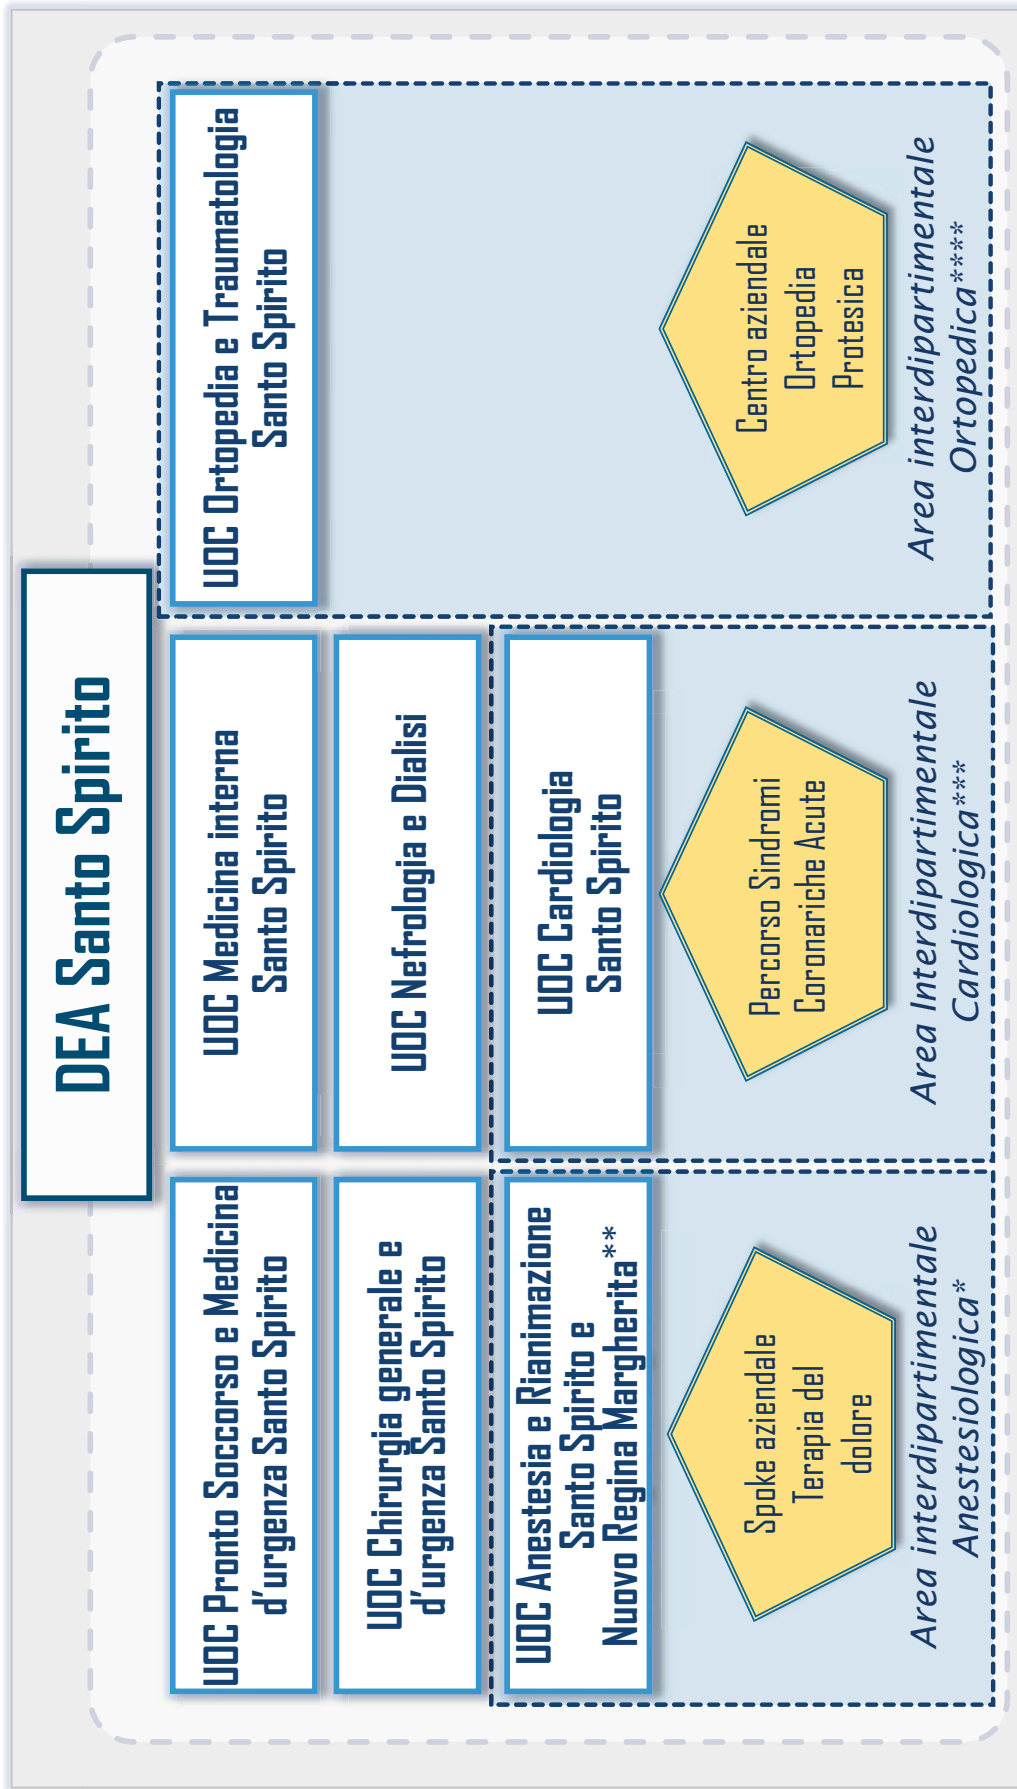 DEA Santo Spirito
UOC Pronto Soccorso e Medicina
d'urgenza Santo Spirito
UOC Medicina interna
Santo Spirito
UOC Ortopedia e Traumatologia
Santo Spirito
UOC Chirurgia generale e
d'urgenza Santo Spirito
UOC Nefrologia e Dialisi
UOC Anestesia e Rianimazione
Santo Spirito e
Nuovo Regina Margherita**
UOC Cardiologia
Santo Spirito
Spoke aziendale
Terapia del
dolore
Percorso Sindromi
Coronariche Acute
Centro aziendale
Ortopedia
Protesica
Area interdipartimentale
Anestesiologica*
Area Interdipartimentale
Cardiologica***
Area interdipartimentale
Ortopedica****